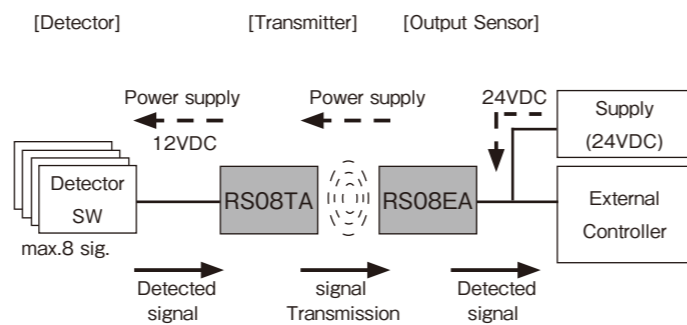 [Detector]
[Transmitter]
[Output Sensor]
Power supply
12VDC
Power supply
24VDC
Supply
(24VDC)
Detector
SW
max.8 sig.
RS08TA
RS08EA
External
Controller
Detected
signal
signal
Transmission
Detected
signal